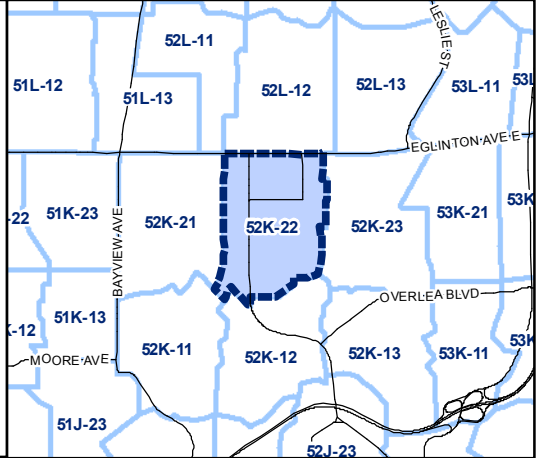 52L-11
LESLIE ST
51L-12
51L-13
52L-12
52L-13
53L-11
53L
EGLINTON AVE E
-22
51K-23
BAYVIEW AVE
52K-21
52K-22
52K-23
53K-21
53K
OVERLEA BLVD
K-12
51K-13
MOORE AVE
52K-11
52K-12
52K-13
53K-11
53K
51J-23
52J-23